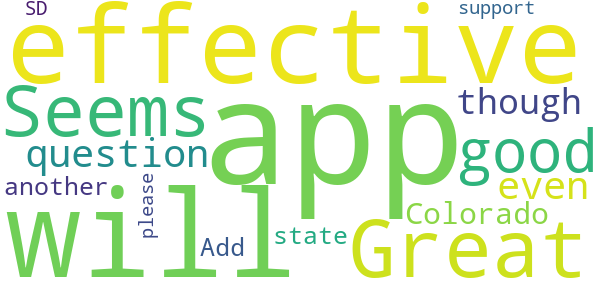 SD
support
effective
Seems
app
though
question
good
another
please
even
will
Colorado
Add
state
Great